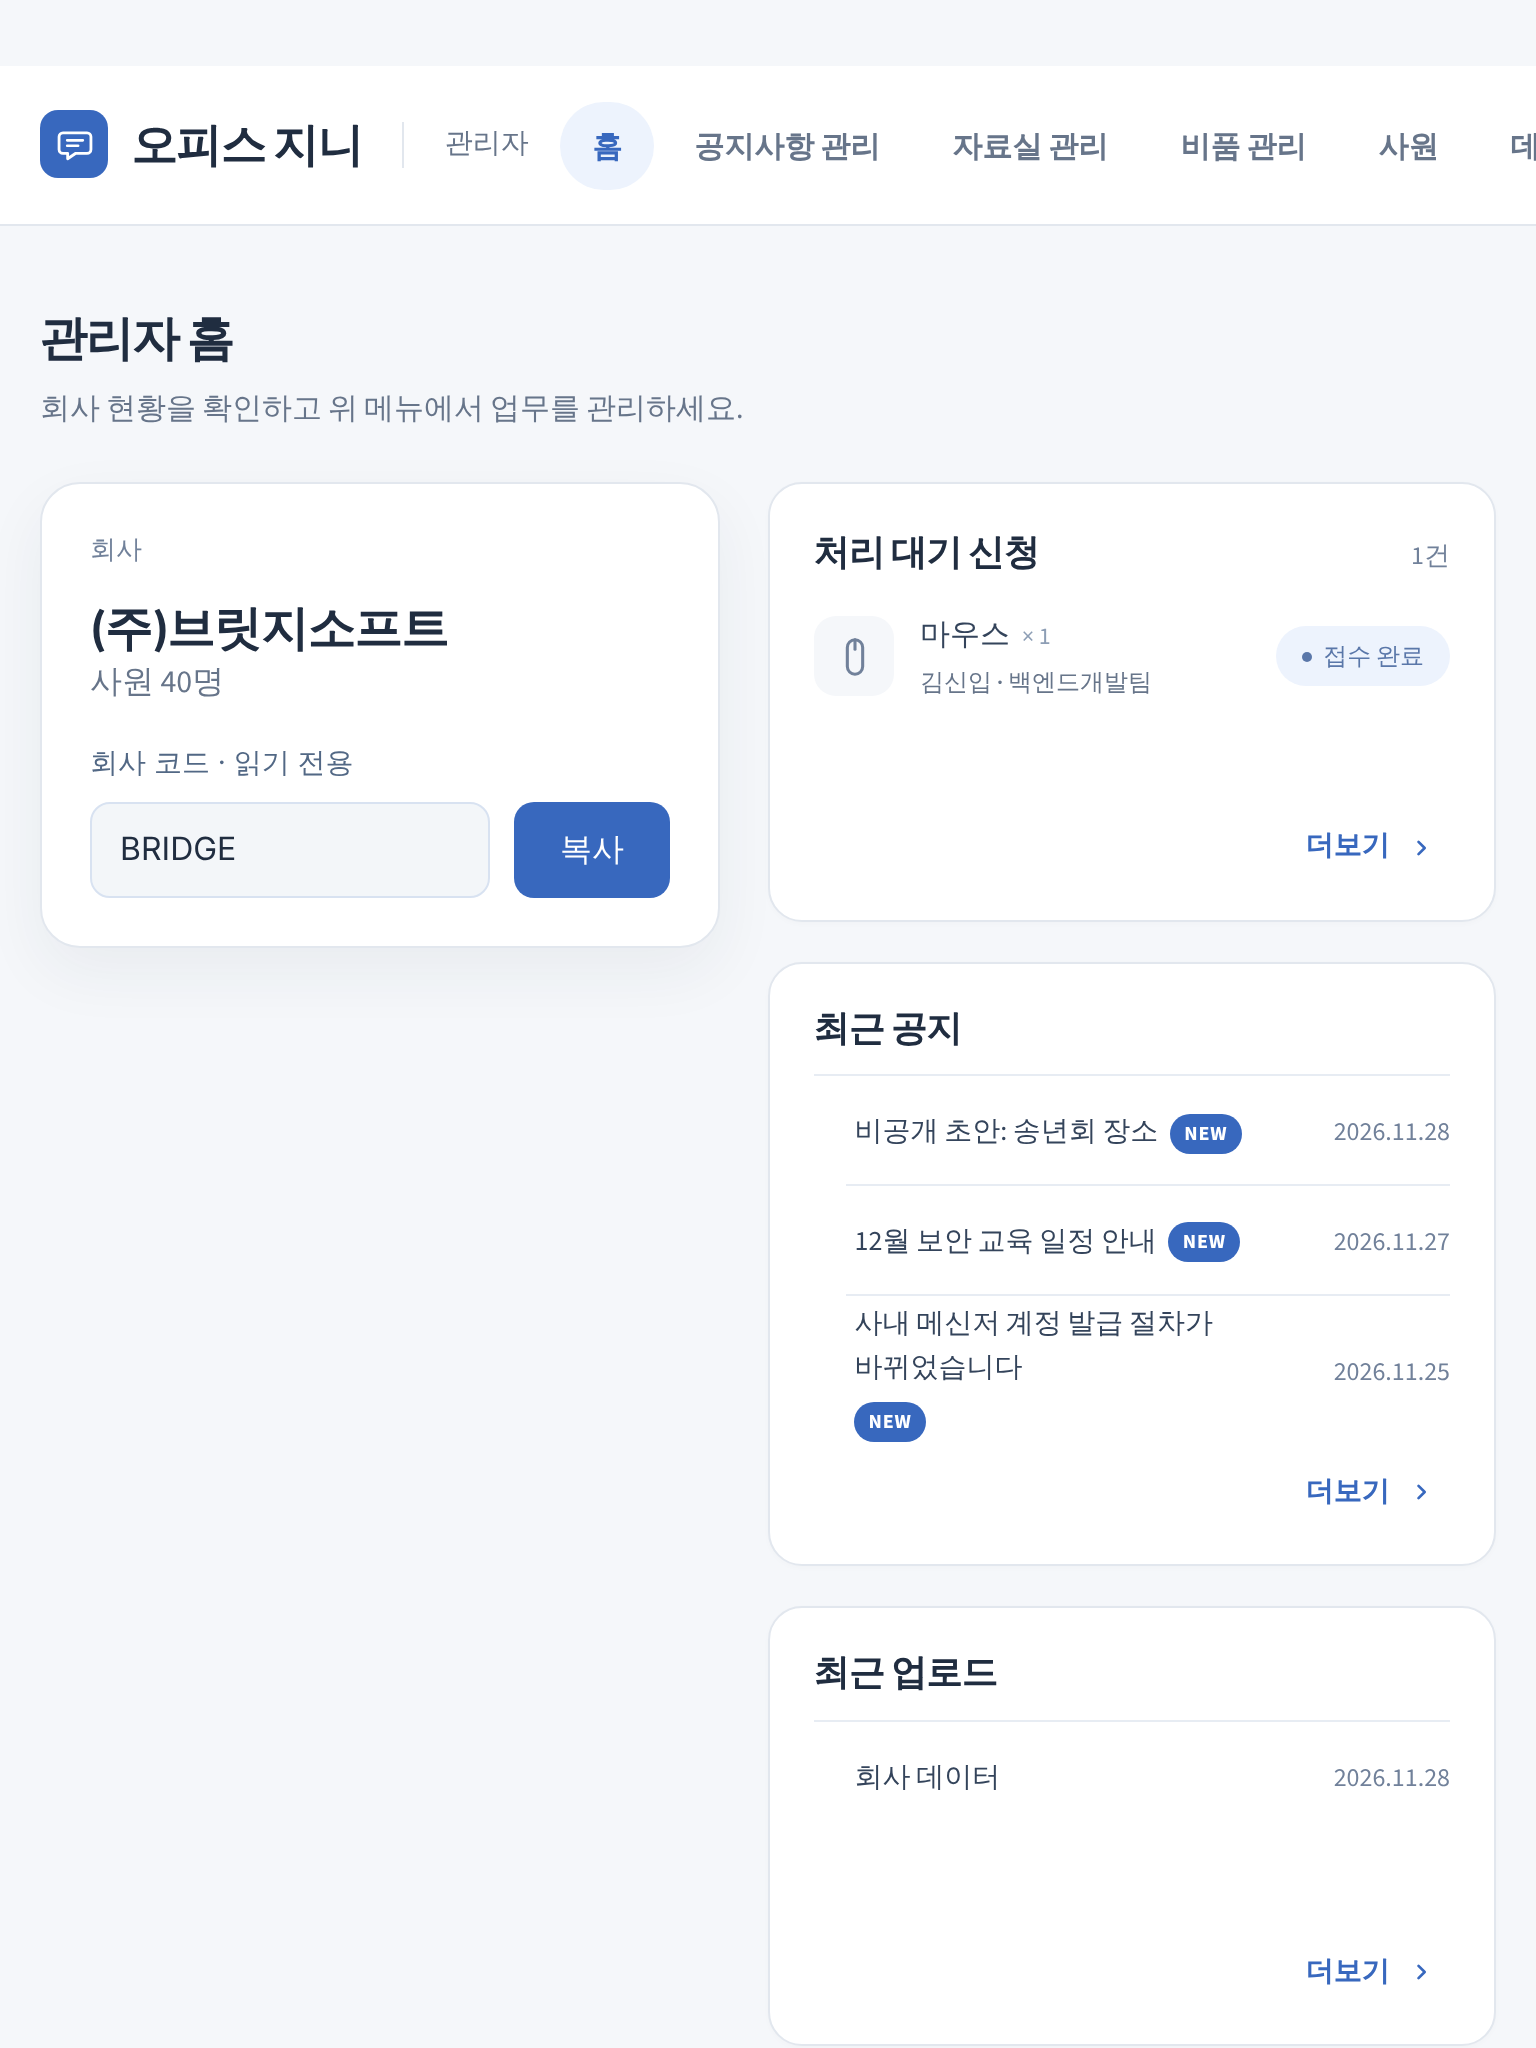 오피스 지니
관리자
홈
공지사항 관리
자료실 관리
비품 관리
사원
관리자 홈
회사 현황을 확인하고 위 메뉴에서 업무를 관리하세요.
회사
(주)브릿지소프트
사원 40명
회사 코드 · 읽기 전용
BRIDGE
복사
처리 대기 신청
1건
마우스 × 1
김신입 · 백엔드개발팀
접수 완료
더보기
최근 공지
비공개 초안: 송년회 장소 NEW
2026.11.28
12월 보안 교육 일정 안내 NEW
2026.11.27
사내 메신저 계정 발급 절차가
바뀌었습니다
NEW
2026.11.25
더보기
최근 업로드
회사 데이터
2026.11.28
더보기